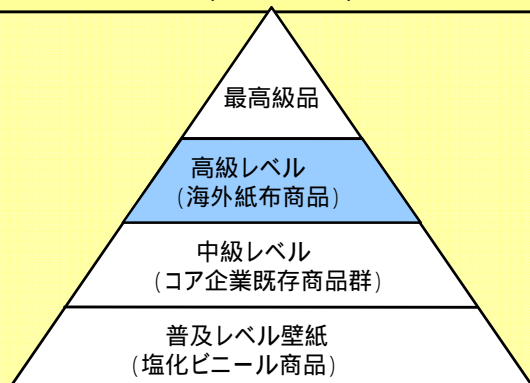 最高級品
高級レベル
(海外紙布商品)
中級レベル
(コア企業既存商品群)
普及レベル壁紙
(塩化ビニール商品)